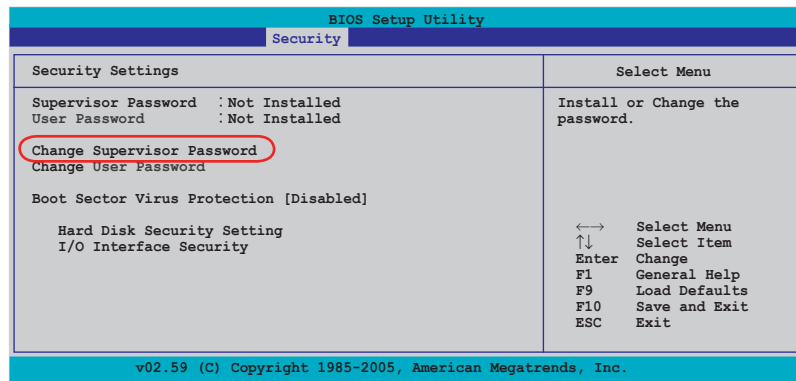 BIOS Setup Utility
Security
Security Settings
Supervisor Password : Not Installed
User Password : Not Installed
Change Supervisor Password
Change User Password
Boot Sector Virus Protection [Disabled]
Hard Disk Security Setting
I/O Interface Security
Select Menu
Install or Change the
password.
←→ Select Menu
↑↓ Select Item
Enter Change
F1 General Help
F9 Load Defaults
F10 Save and Exit
ESC Exit
v02.59 (C) Copyright 1985-2005, American Megatrends, Inc.